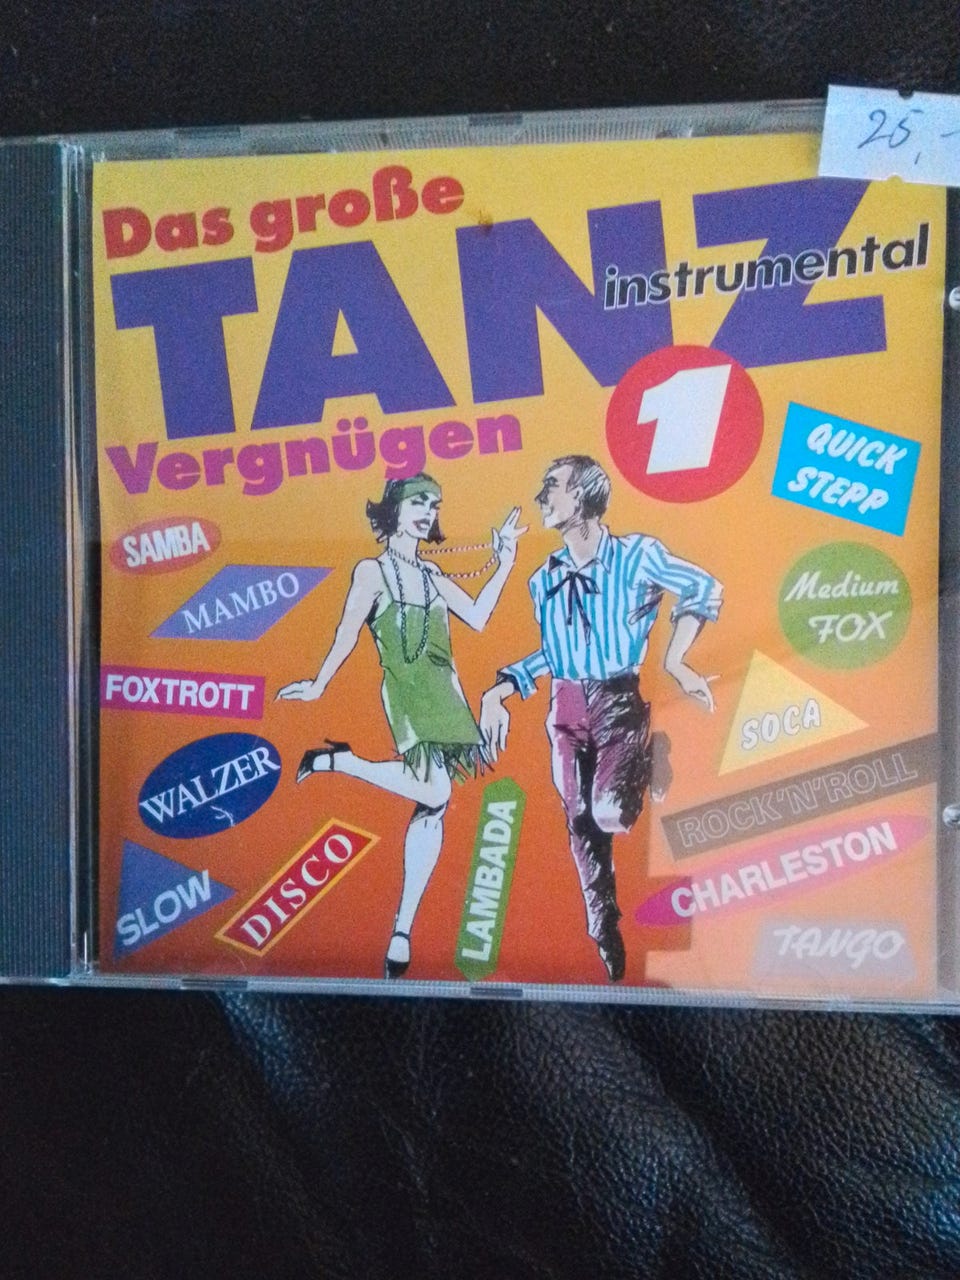 25,-
Das große
TANZ
instrumental
Vergnügen
1
QUICK
STEPP
SAMBA
MAMBO
Medium
FOX
FOXTROTT
SOCA
WALZER
ROCK'N'ROLL
LAMBADA
DISCO
CHARLESTON
SLOW
TANGO